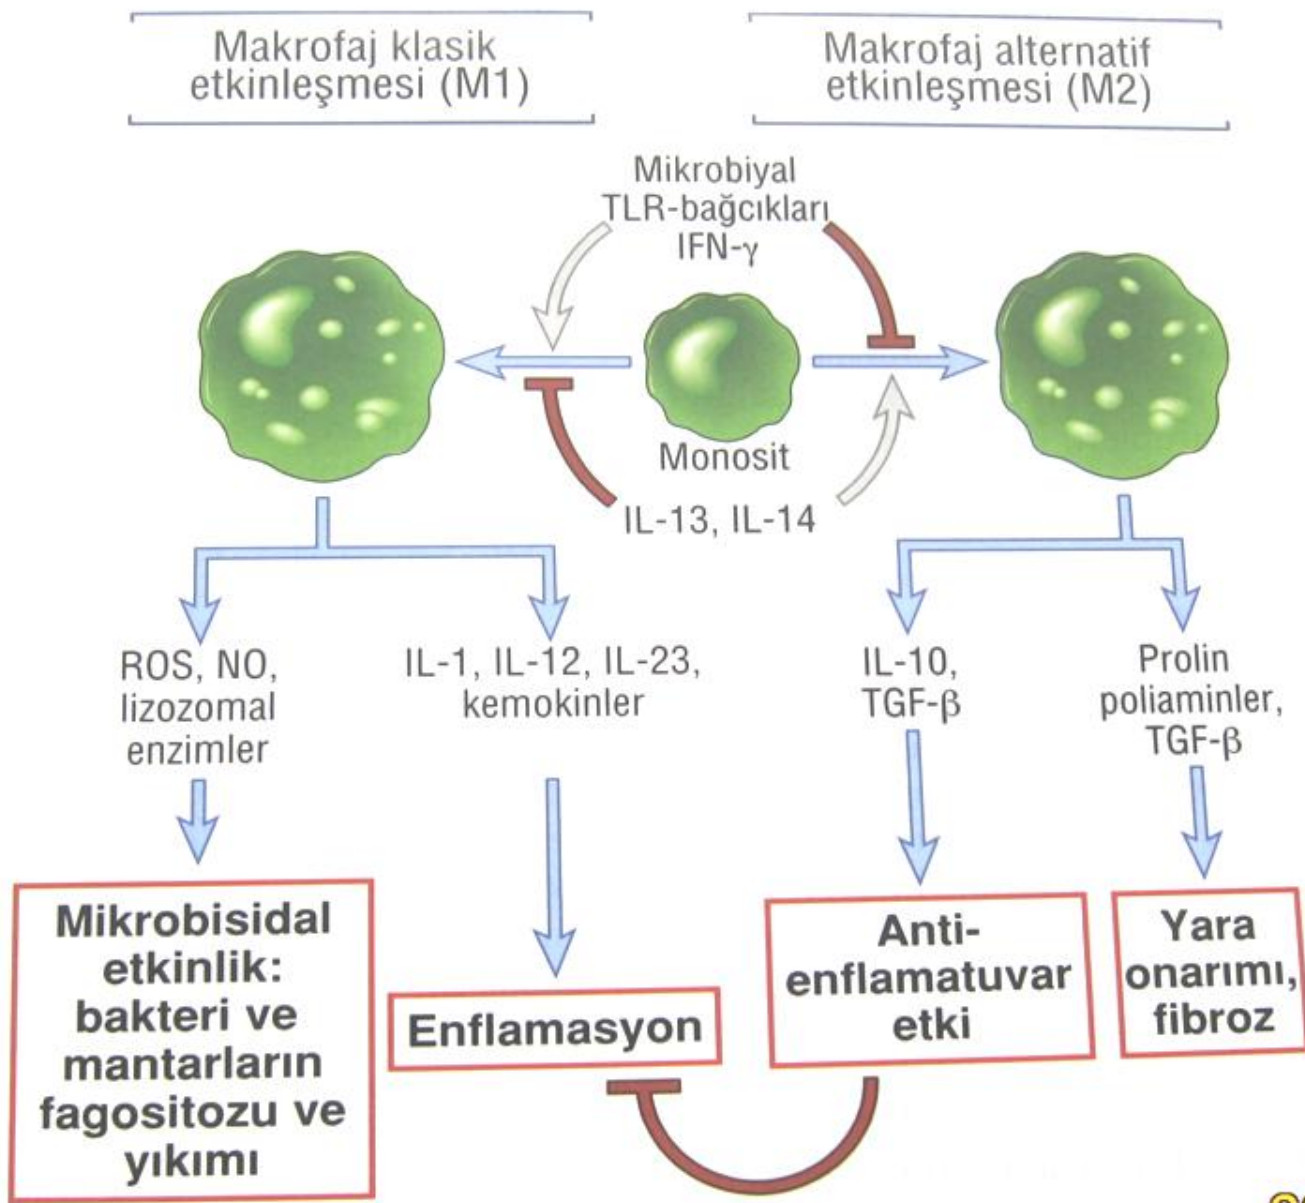 Makrofaj klasik
etkinleşmesi (M1)
Makrofaj alternatif
etkinleşmesi (M2)
Mikrobiyal
TLR-bağcıkları
IFN-γ
Monosit
IL-13, IL-14
ROS, NO,
lizozomal
enzimler
IL-1, IL-12, IL-23,
kemokinler
IL-10,
TGF-β
Prolin
poliaminler,
TGF-β
Mikrobisidal
etkinlik:
bakteri ve
mantarların
fagositozu ve
yıkımı
Enflamasyon
Anti-
enflamatuvar
etki
Yara
onarımı,
fibroz